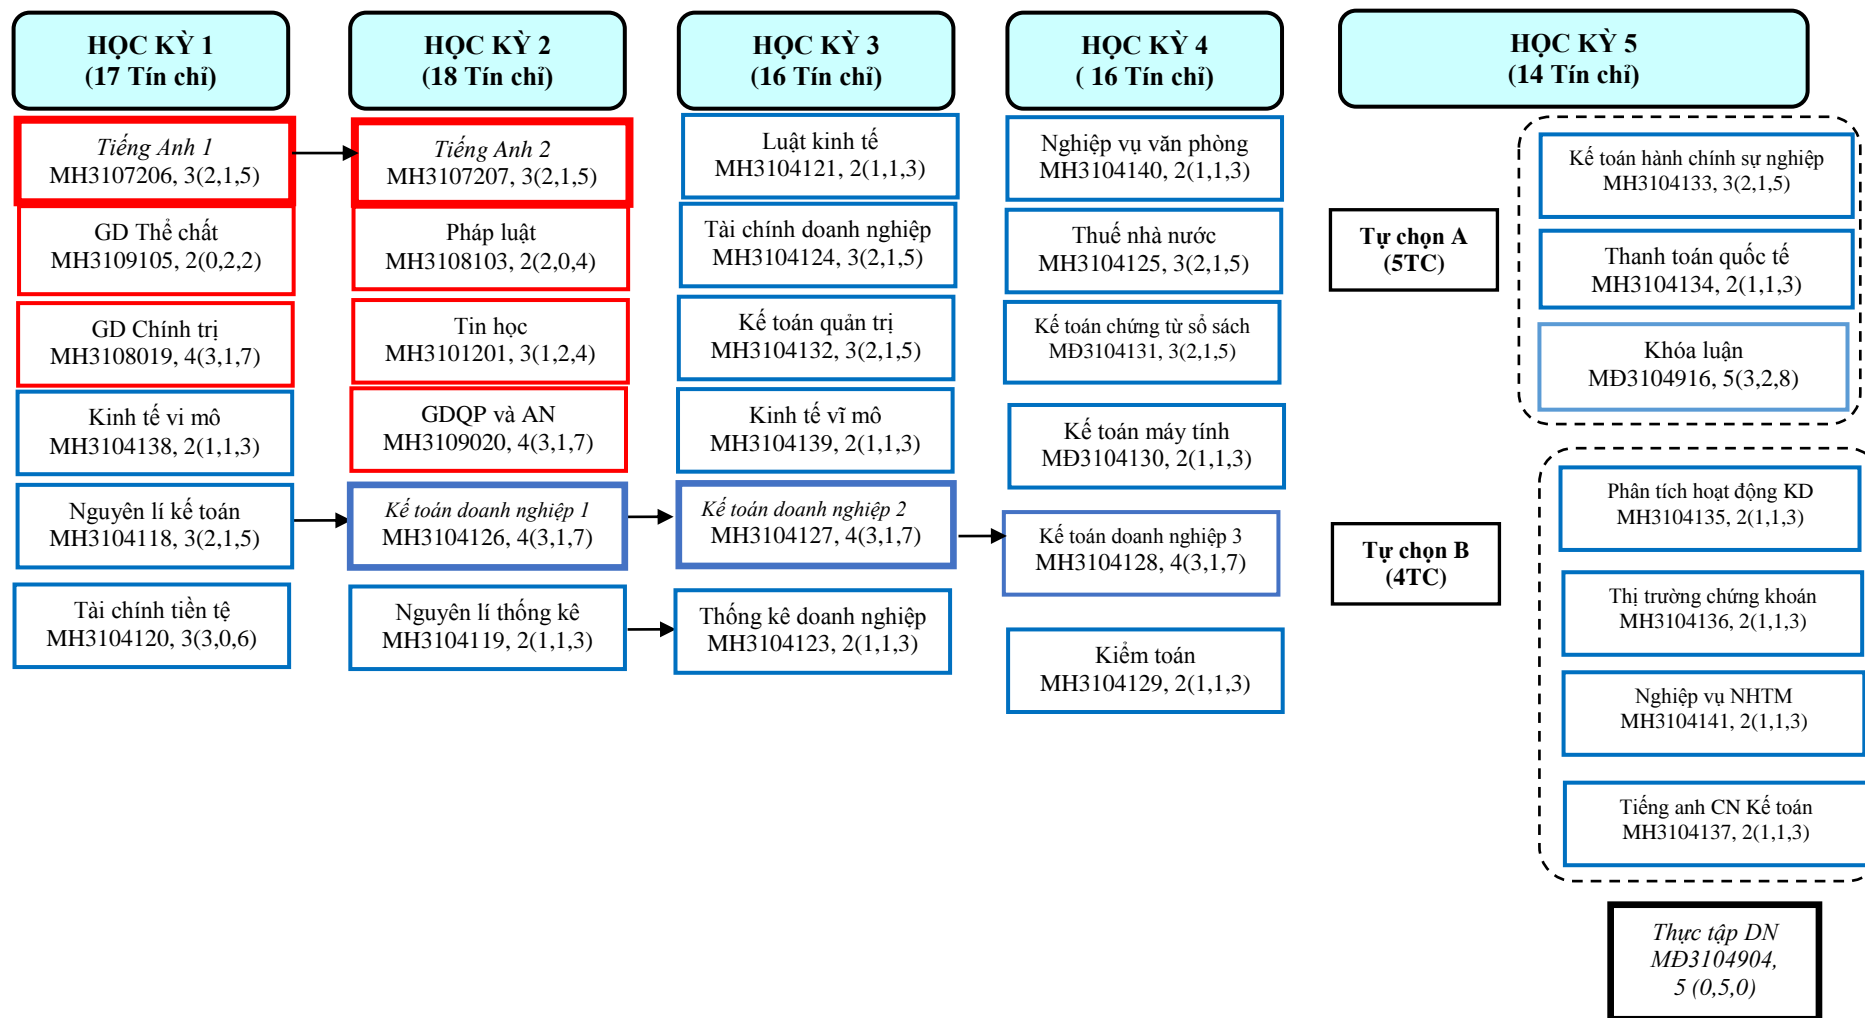 HỌC KỲ 1
(17 Tín chỉ)
Tiếng Anh 1
MH3107206, 3(2,1,5)
GD Thể chất
MH3109105, 2(0,2,2)
GD Chính trị
MH3108019, 4(3,1,7)
Kinh tế vi mô
MH3104138, 2(1,1,3)
Nguyên lí kế toán
MH3104118, 3(2,1,5)
Tài chính tiền tệ
MH3104120, 3(3,0,6)
HỌC KỲ 2
(18 Tín chỉ)
Tiếng Anh 2
MH3107207, 3(2,1,5)
Pháp luật
MH3108103, 2(2,0,4)
Tin học
MH3101201, 3(1,2,4)
GDQP và AN
MH3109020, 4(3,1,7)
Kế toán doanh nghiệp 1
MH3104126, 4(3,1,7)
Nguyên lí thống kê
MH3104119, 2(1,1,3)
HỌC KỲ 3
(16 Tín chỉ)
Luật kinh tế
MH3104121, 2(1,1,3)
Tài chính doanh nghiệp
MH3104124, 3(2,1,5)
Kế toán quản trị
MH3104132, 3(2,1,5)
Kinh tế vĩ mô
MH3104139, 2(1,1,3)
Kế toán doanh nghiệp 2
MH3104127, 4(3,1,7)
Thống kê doanh nghiệp
MH3104123, 2(1,1,3)
HỌC KỲ 4
( 16 Tín chỉ)
Nghiệp vụ văn phòng
MH3104140, 2(1,1,3)
Thuế nhà nước
MH3104125, 3(2,1,5)
Kế toán chứng từ sổ sách
MĐ3104131, 3(2,1,5)
Kế toán máy tính
MĐ3104130, 2(1,1,3)
Kế toán doanh nghiệp 3
MH3104128, 4(3,1,7)
Kiểm toán
MH3104129, 2(1,1,3)
HỌC KỲ 5
(14 Tín chỉ)
Tự chọn A
(5TC)
Kế toán hành chính sự nghiệp
MH3104133, 3(2,1,5)
Thanh toán quốc tế
MH3104134, 2(1,1,3)
Khóa luận
MĐ3104916, 5(3,2,8)
Tự chọn B
(4TC)
Phân tích hoạt động KD
MH3104135, 2(1,1,3)
Thị trường chứng khoán
MH3104136, 2(1,1,3)
Nghiệp vụ NHTM
MH3104141, 2(1,1,3)
Tiếng anh CN Kế toán
MH3104137, 2(1,1,3)
Thực tập DN
MĐ3104904,
5 (0,5,0)